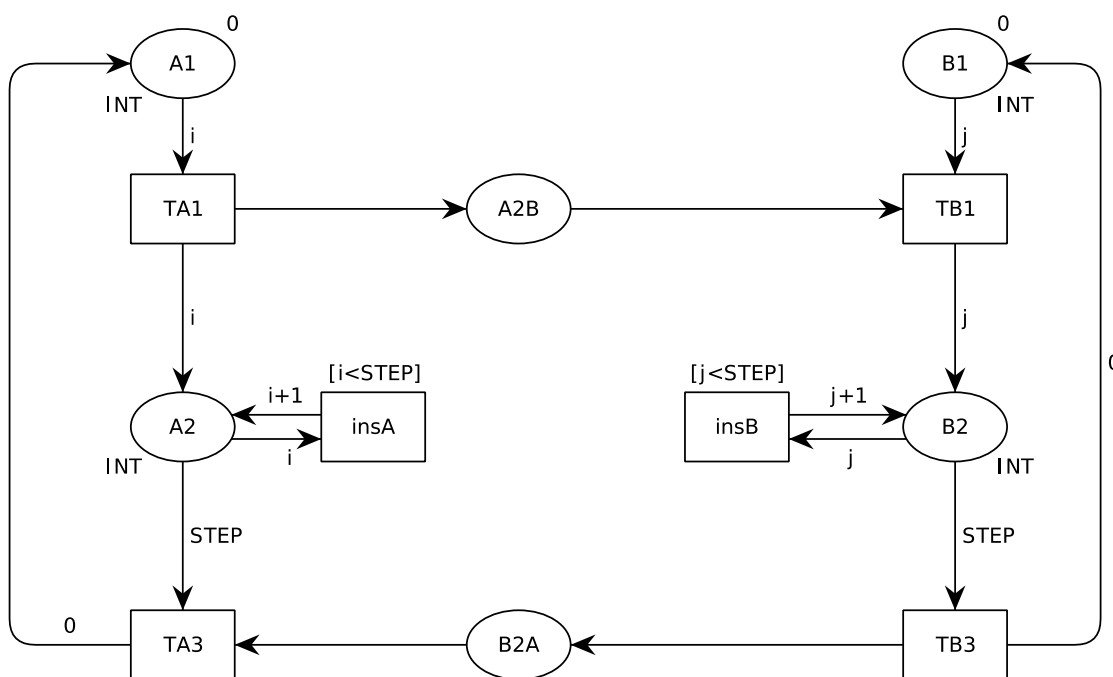 0
0
A1
B1
INT
INT
i
j
TA1
A2B
TB1
i
j
[i<STEP]
[j<STEP]
0
i+1
j+1
A2
insA
insB
B2
i
j
INT
INT
STEP
STEP
0
TA3
B2A
TB3